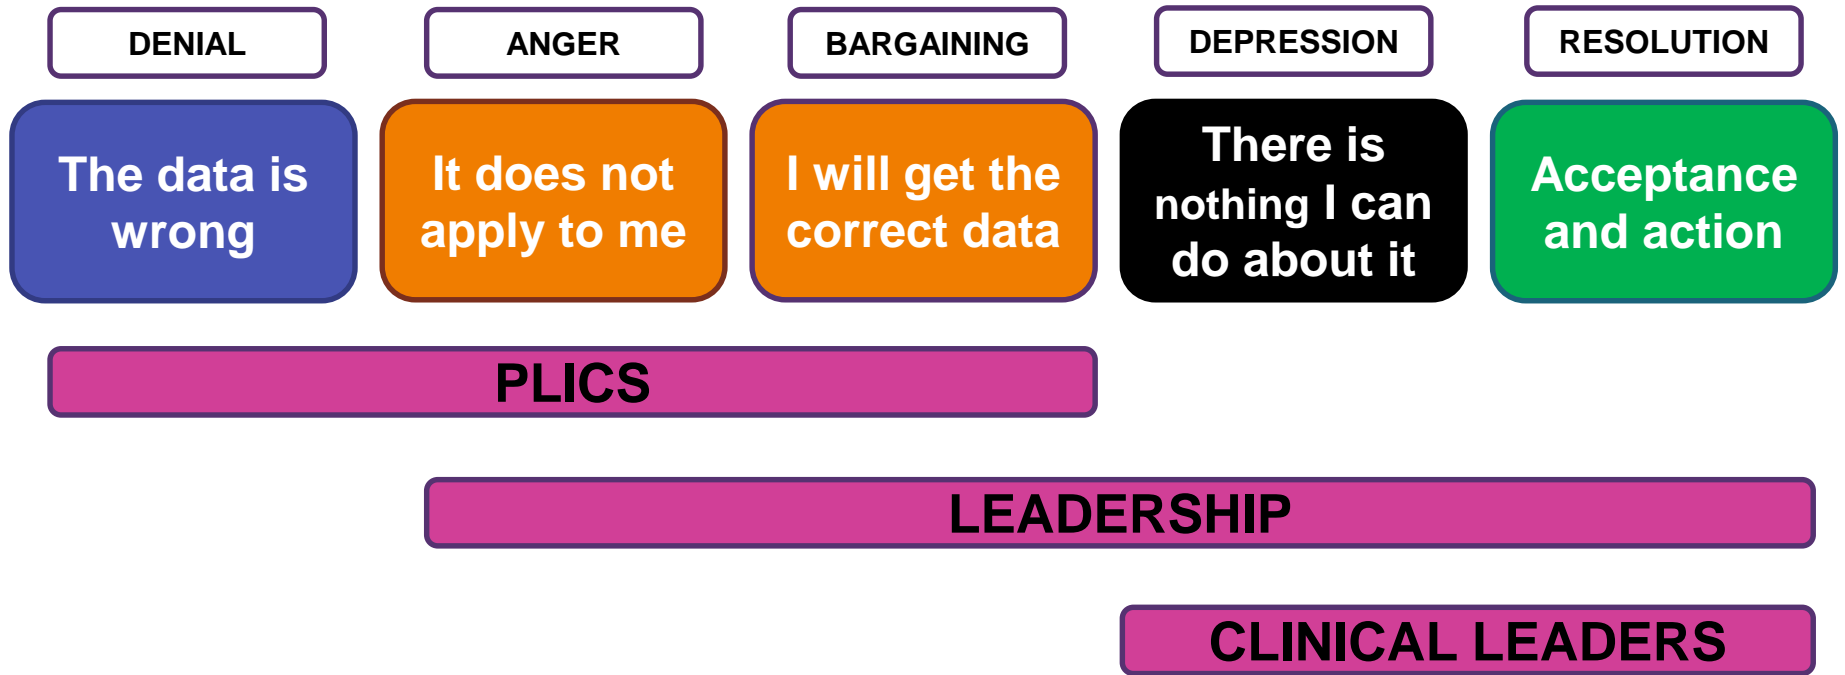 DENIAL
ANGER
BARGAINING
DEPRESSION
RESOLUTION
The data is
wrong
It does not
apply to me
I will get the
correct data
There is
nothing I can
do about it
Acceptance
and action
PLICS
LEADERSHIP
CLINICAL LEADERS